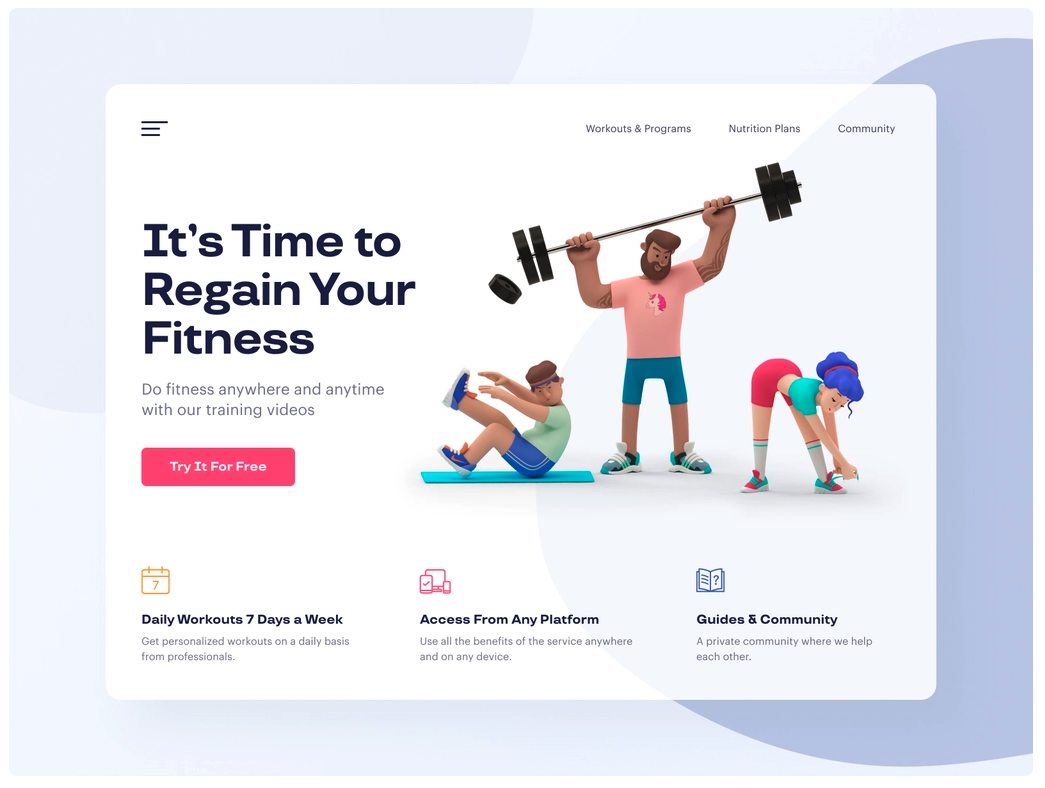 Workouts & Programs
Nutrition Plans
Community
It's Time to
Regain Your
Fitness
Do fitness anywhere and anytime
with our training videos
Try It For Free
7
?
Daily Workouts 7 Days a Week
Get personalized workouts on a daily basis
from professionals.
Access From Any Platform
Use all the benefits of the service anywhere
and on any device.
Guides & Community
A private community where we help
each other.